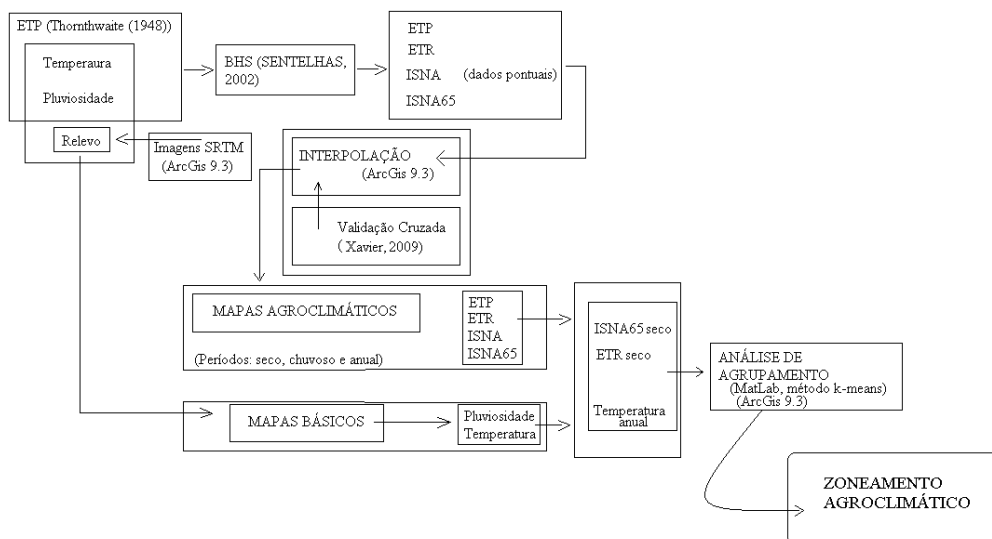 ETP (Thornthwaite (1948))
Temperaura
Pluviosidade
Relevo
Imagens SRTM
(ArcGis 9.3)
BHS (SENTELHAS,
2002)
ETP
ETR
ISNA (dados pontuais)
ISNA65
INTERPOLAÇÃO
(ArcGis 9.3)
Validação Cruzada
( Xavier, 2009)
MAPAS AGROCLIMÁTICOS
(Períodos: seco, chuvoso e anual)
ETP
ETR
ISNA
ISNA65
MAPAS BÁSICOS
Pluviosidade
Temperatura
ISNA65 seco
ETR seco
Temperatura
anual
ANÁLISE DE
AGRUPAMENTO
(MatLab, método k-means)
(ArcGis 9.3)
ZONEAMENTO
AGROCLIMÁTICO